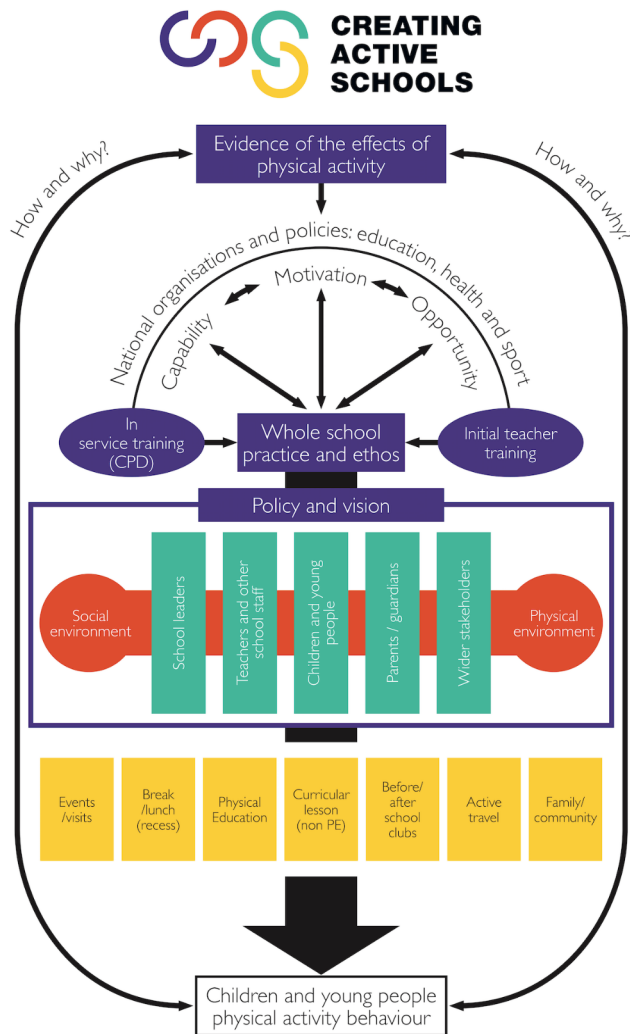 CREATING
ACTIVE
SCHOOLS
Evidence of the effects of
physical activity
How and why?
How and why?
National organisations and policies: education, health and sport
Capability
Motivation
Opportunity
In
service training
(CPD)
Whole school
practice and ethos
Initial teacher
training
Policy and vision
Social
environment
School leaders
Teachers and other
school staff
Children and young
people
Parents / guardians
Wider stakeholders
Physical
environment
Events
/visits
Break
/lunch
(recess)
Physical
Education
Curricular
lesson
(non PE)
Before/
after
school
clubs
Active
travel
Family/
community
Children and young people
physical activity behaviour